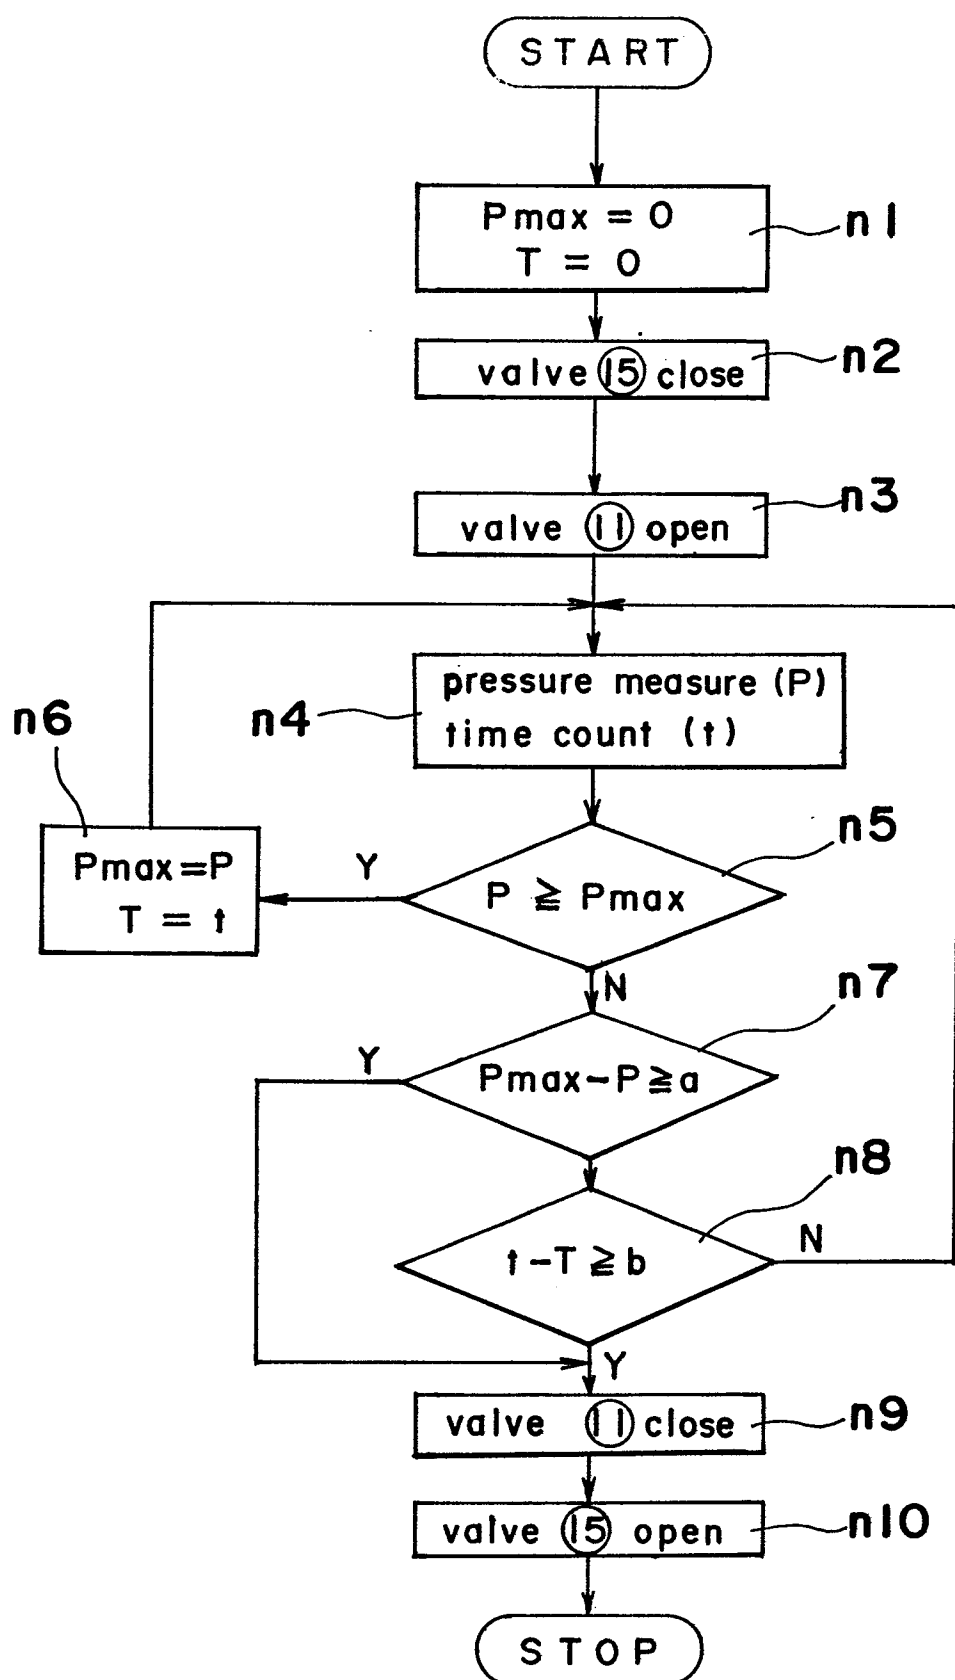 START
Pmax = 0
T = 0
n1
valve 15 close
n2
valve 11 open
n3
pressure measure (P)
time count (t)
n4
n6
Pmax=P
T = t
Y
P ≧ Pmax
n5
N
n7
Y
Pmax-P≧a
n8
t-T≧b
N
Y
valve 11 close
n9
valve 15 open
n10
STOP